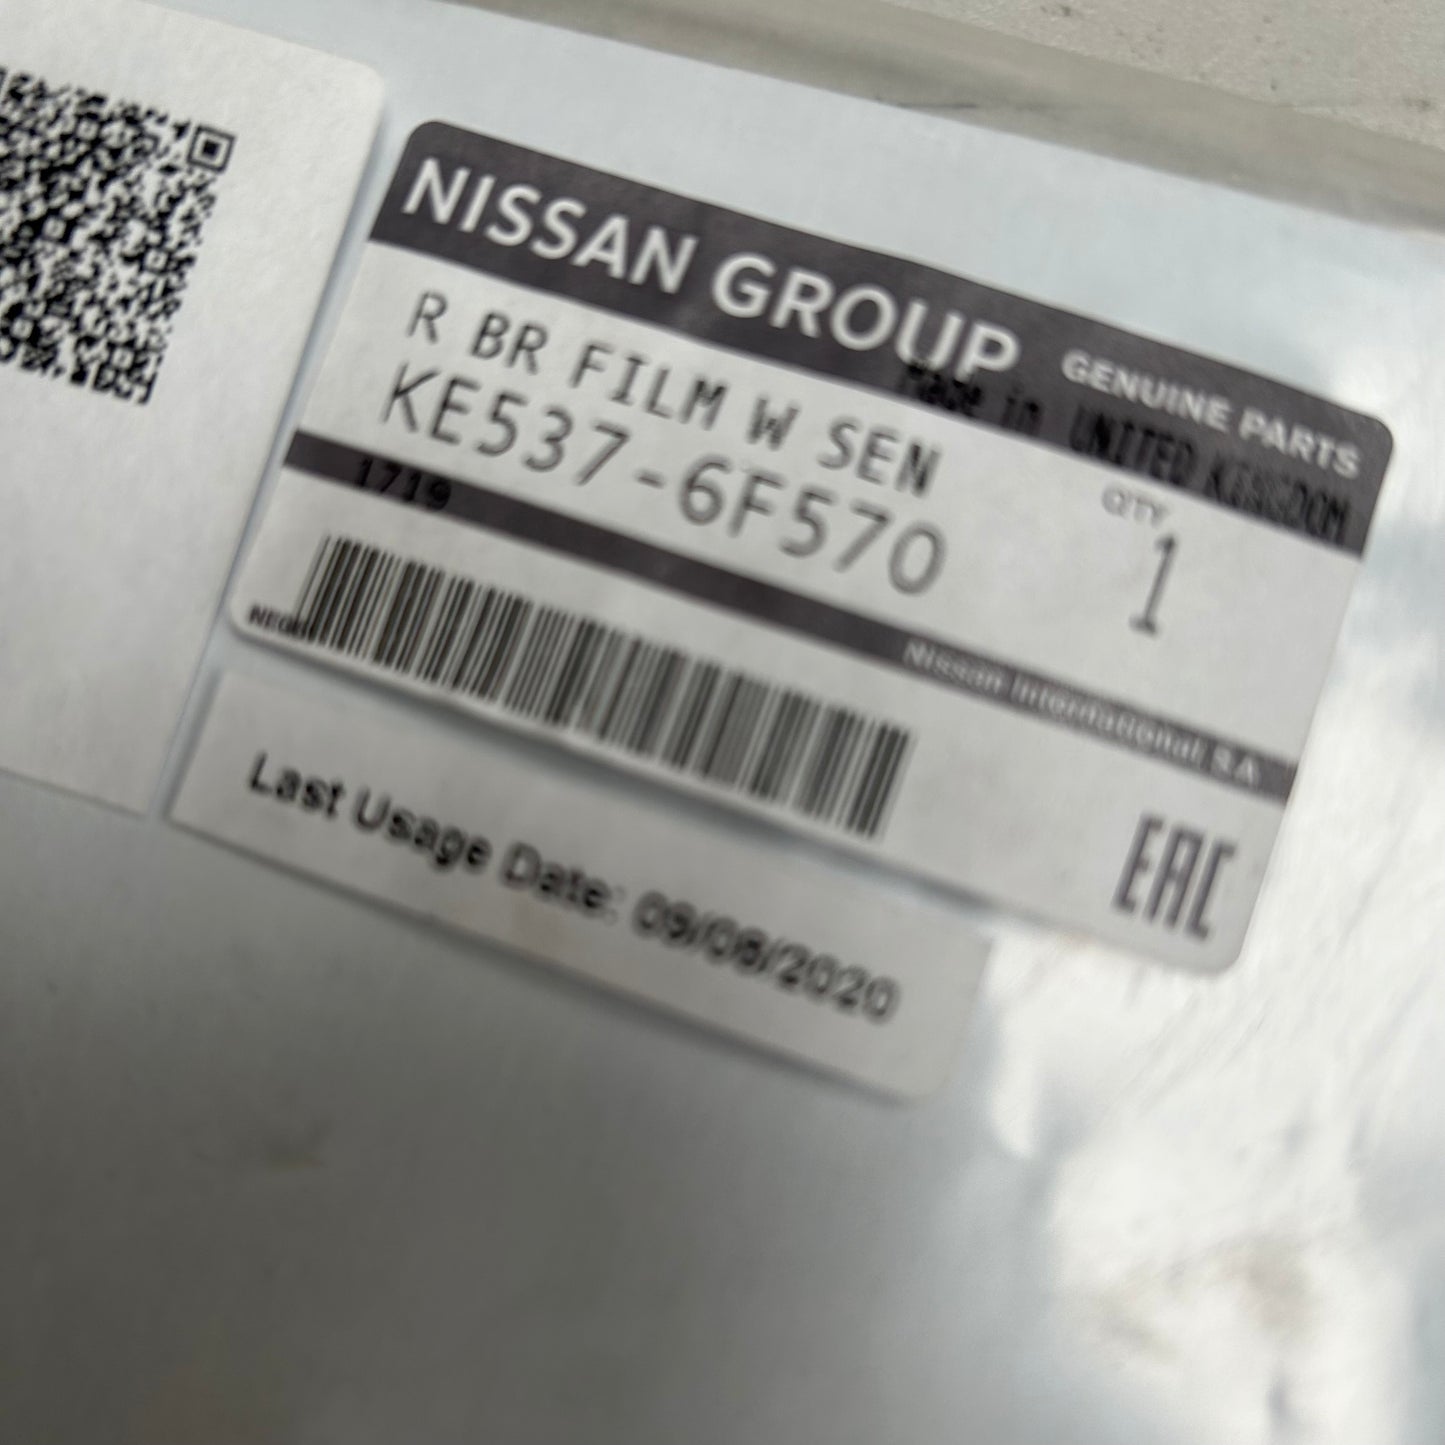 NISSAN GROUP GENUINE PARTS
Made in UNITED KINGDOM
R BR FILM W SEN
KE537-6F570
QTY
1
1719
Nissan International SA
EAC
Last Usage Date: 09/08/2020